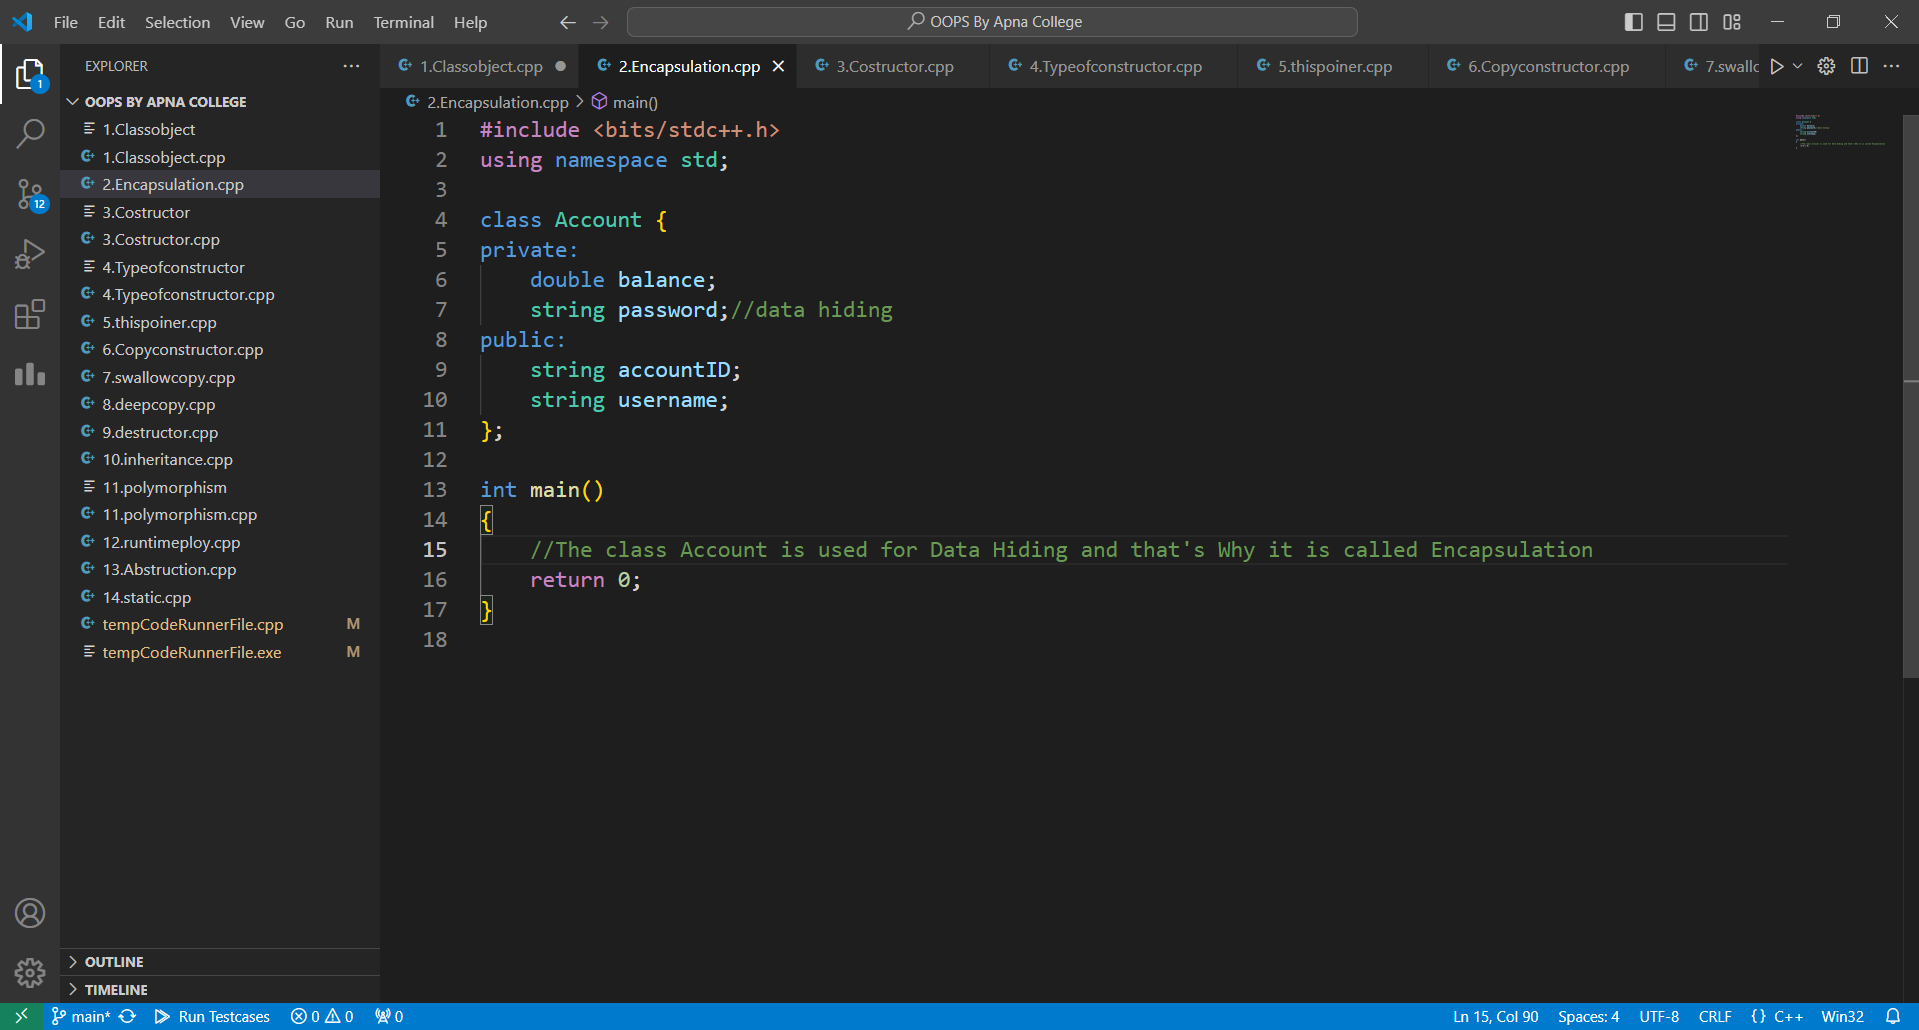 File Edit Selection View Go Run Terminal Help
OOPS By Apna College
EXPLORER
OOPS BY APNA COLLEGE
1.Classobject
1.Classobject.cpp
2.Encapsulation.cpp
3.Costructor
3.Costructor.cpp
4.Typeofconstructor
4.Typeofconstructor.cpp
5.thispoiner.cpp
6.Copyconstructor.cpp
7.swallowcopy.cpp
8.deepcopy.cpp
9.destructor.cpp
10.inheritance.cpp
11.polymorphism
11.polymorphism.cpp
12.runtimeploy.cpp
13.Abstruction.cpp
14.static.cpp
tempCodeRunnerFile.cpp M
tempCodeRunnerFile.exe M
OUTLINE
TIMELINE
1
12
1.Classobject.cpp 2.Encapsulation.cpp 3.Costructor.cpp 4.Typeofconstructor.cpp 5.thispoiner.cpp 6.Copyconstructor.cpp 7.swallc
2.Encapsulation.cpp > main()
1 #include <bits/stdc++.h>
2 using namespace std;
3
4 class Account {
5 private:
6 double balance;
7 string password;//data hiding
8 public:
9 string accountID;
10 string username;
11 };
12
13 int main()
14 {
15 //The class Account is used for Data Hiding and that's Why it is called Encapsulation
16 return 0;
17 }
18
main* Run Testcases 0 0 0 Ln 15, Col 90 Spaces: 4 UTF-8 CRLF {} C++ Win32